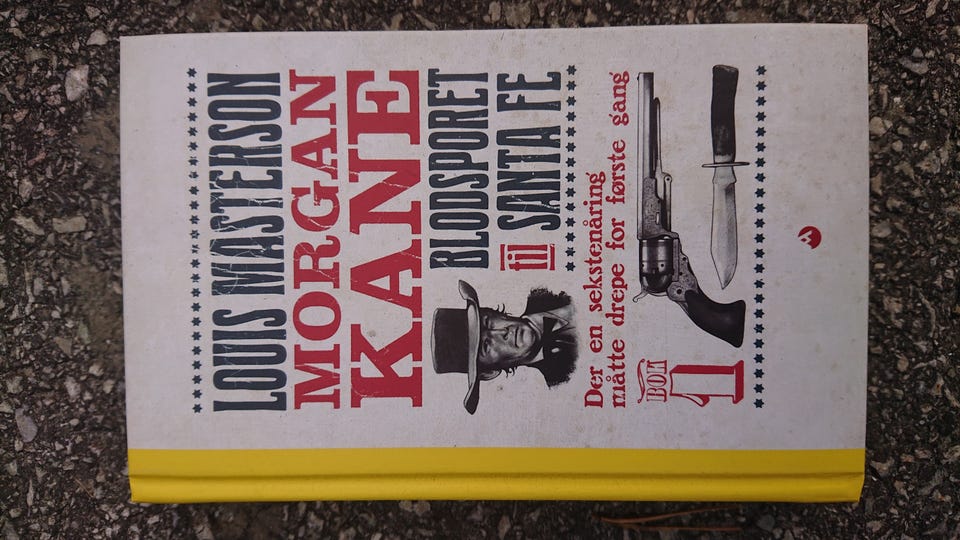 LOUIS MASTERSON
MORGAN
KANE
BLODSPORET
til SANTA FE
Der en sekstenåring
måtte drepe for første gang
BOK
1